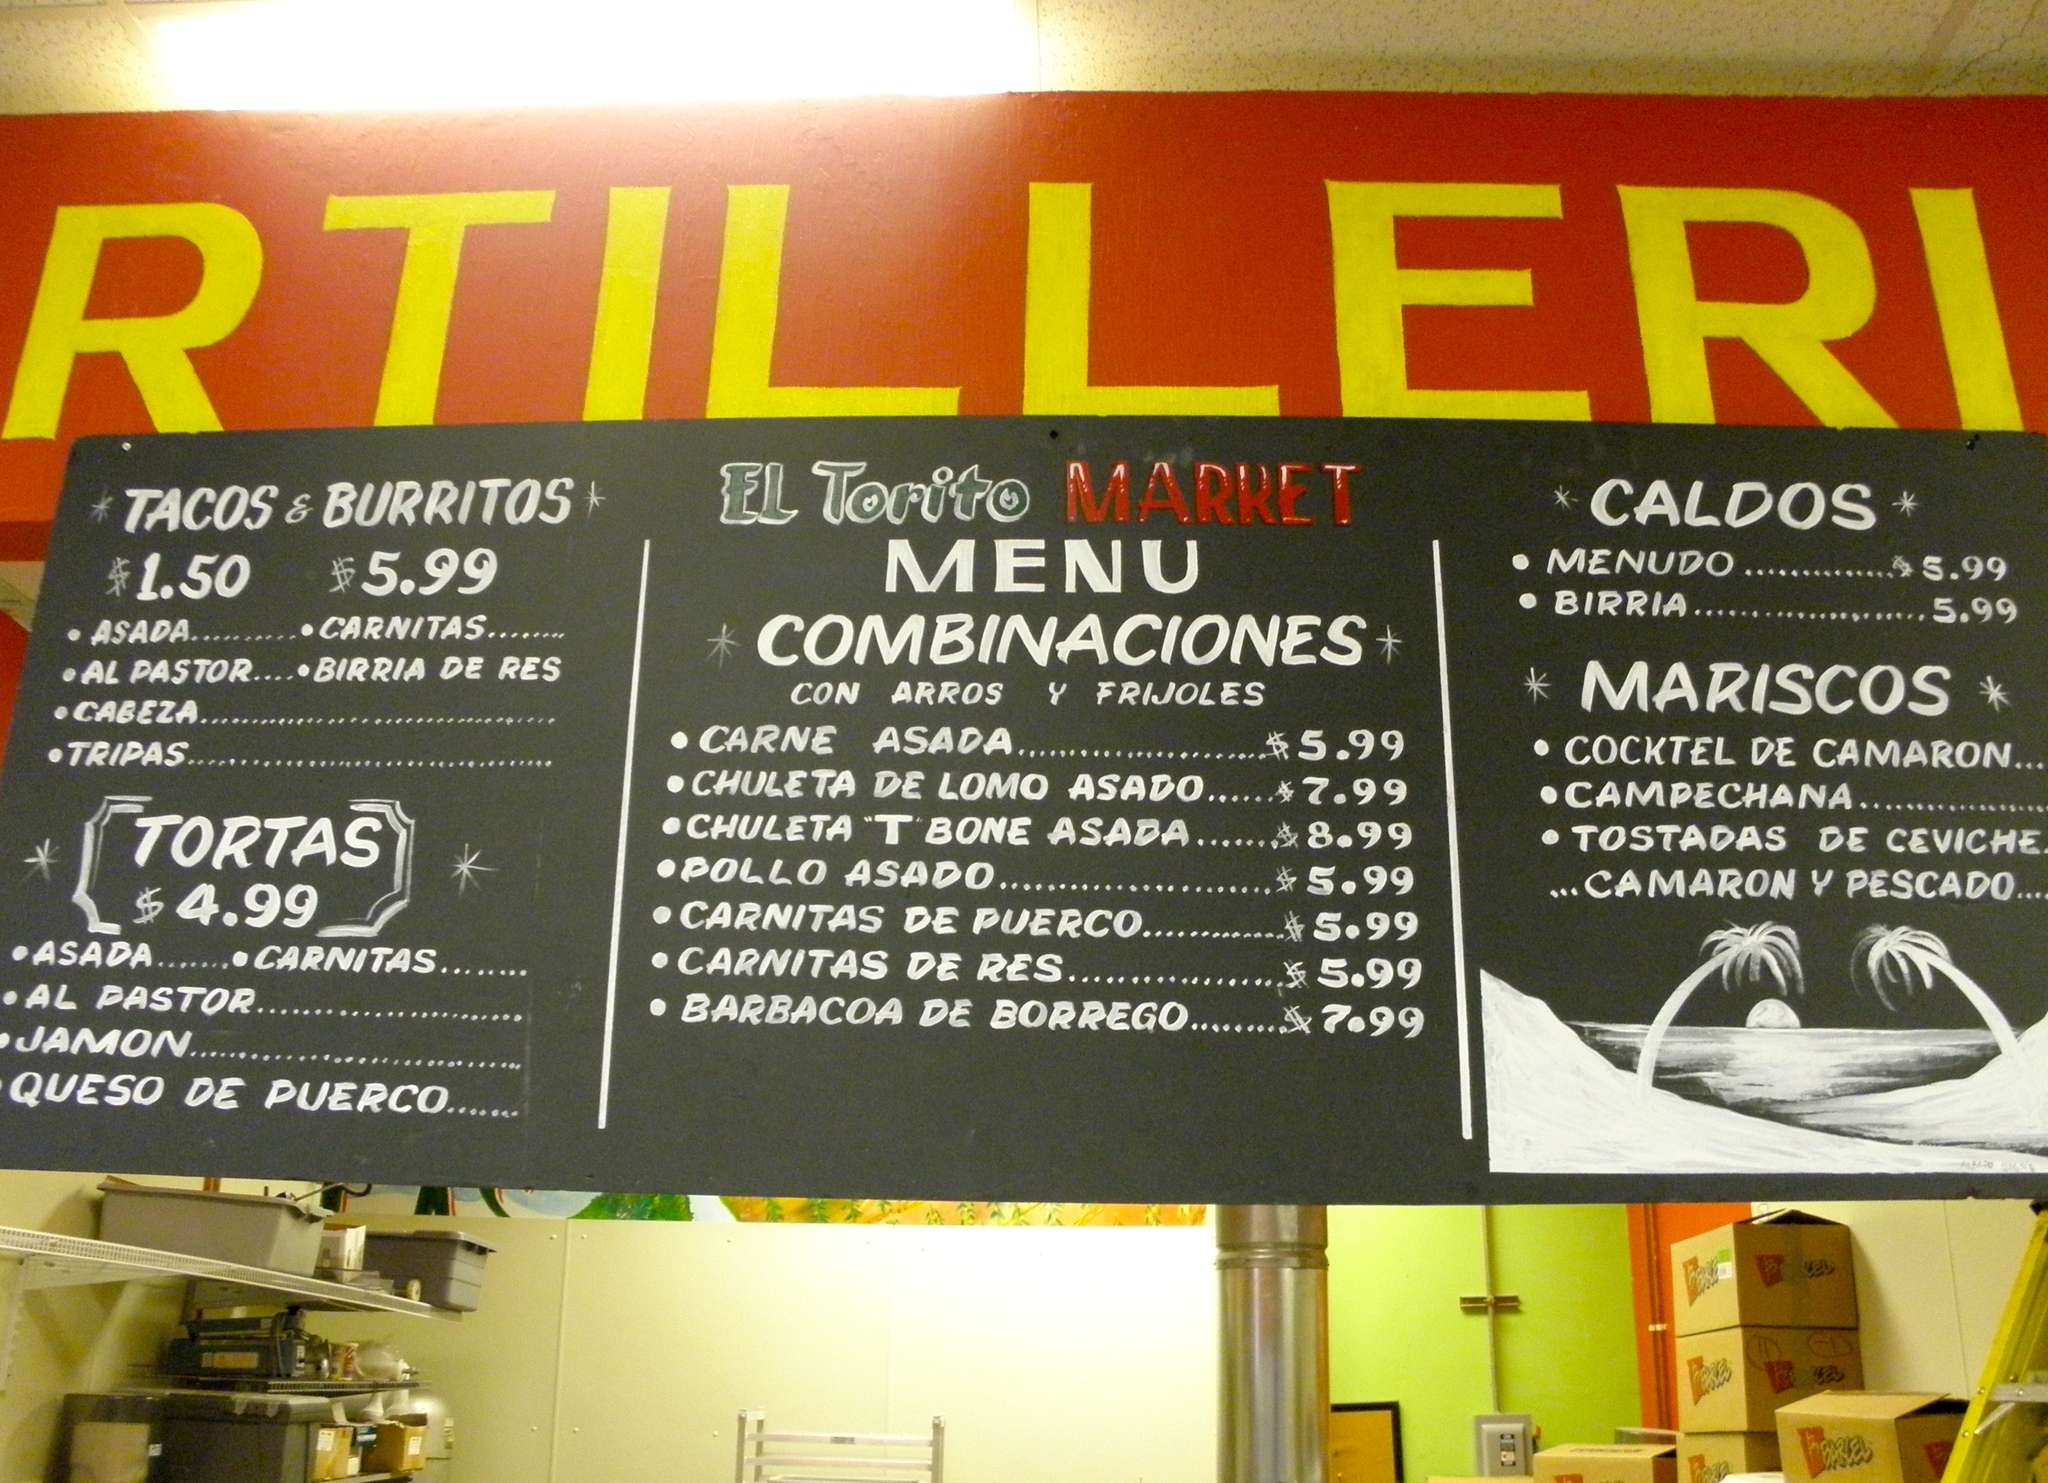 RTILLERI
TACOS & BURRITOS
$1.50 $5.99
• ASADA..........• CARNITAS........
• AL PASTOR....• BIRRIA DE RES
• CABEZA....................................
• TRIPAS.....................................
TORTAS
$4.99
• ASADA.......• CARNITAS........
• AL PASTOR...........................
• JAMON..................................
• QUESO DE PUERCO......
EL Torito MARKET
MENU
COMBINACIONES
CON ARROS Y FRIJOLES
• CARNE ASADA........................$5.99
• CHULETA DE LOMO ASADO......$7.99
• CHULETA "T" BONE ASADA.......$8.99
• POLLO ASADO..........................$5.99
• CARNITAS DE PUERCO.............$5.99
• CARNITAS DE RES....................$5.99
• BARBACOA DE BORREGO........$7.99
CALDOS
• MENUDO..............$5.99
• BIRRIA......................5.99
MARISCOS
• COCKTEL DE CAMARON...
• CAMPECHANA.................
• TOSTADAS DE CEVICHE.
...CAMARON Y PESCADO....
BARCEL
BARCEL
BARCEL